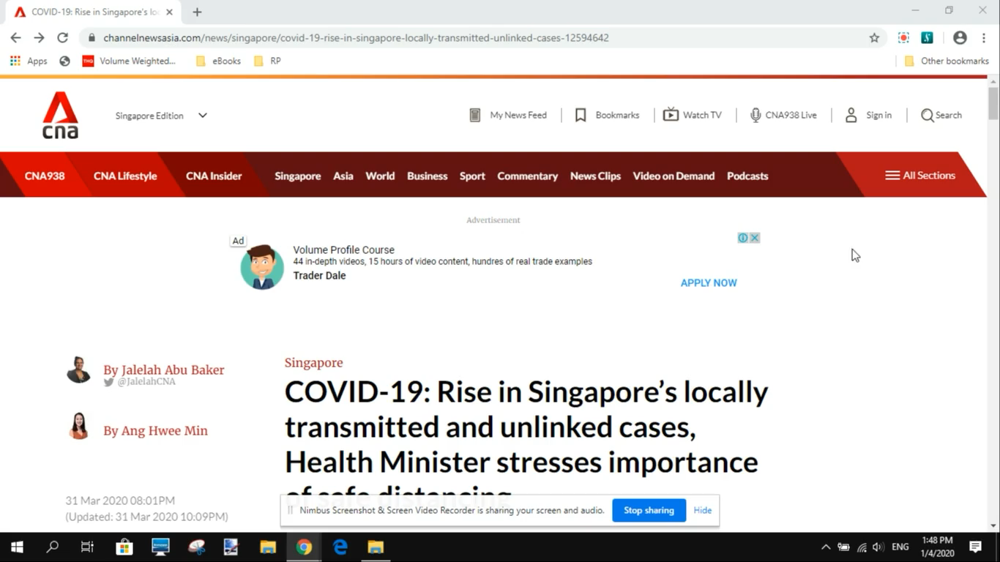 COVID-19: Rise in Singapore's lo
channelnewsasia.com/news/singapore/covid-19-rise-in-singapore-locally-transmitted-unlinked-cases-12594642
Apps
THQ
Volume Weighted...
eBooks
RP
Other bookmarks
cna
Singapore Edition
My News Feed
Bookmarks
Watch TV
CNA938 Live
Sign in
Search
CNA938
CNA Lifestyle
CNA Insider
Singapore
Asia
World
Business
Sport
Commentary
News Clips
Video on Demand
Podcasts
All Sections
Advertisement
Ad
Volume Profile Course
44 in-depth videos, 15 hours of video content, hundres of real trade examples
Trader Dale
APPLY NOW
By Jalelah Abu Baker
@JalelahCNA
By Ang Hwee Min
31 Mar 2020 08:01PM
(Updated: 31 Mar 2020 10:09PM)
Singapore
COVID-19: Rise in Singapore's locally
transmitted and unlinked cases,
Health Minister stresses importance
of safe distancing
Nimbus Screenshot & Screen Video Recorder is sharing your screen and audio.
Stop sharing
Hide
ENG
1:48 PM
1/4/2020